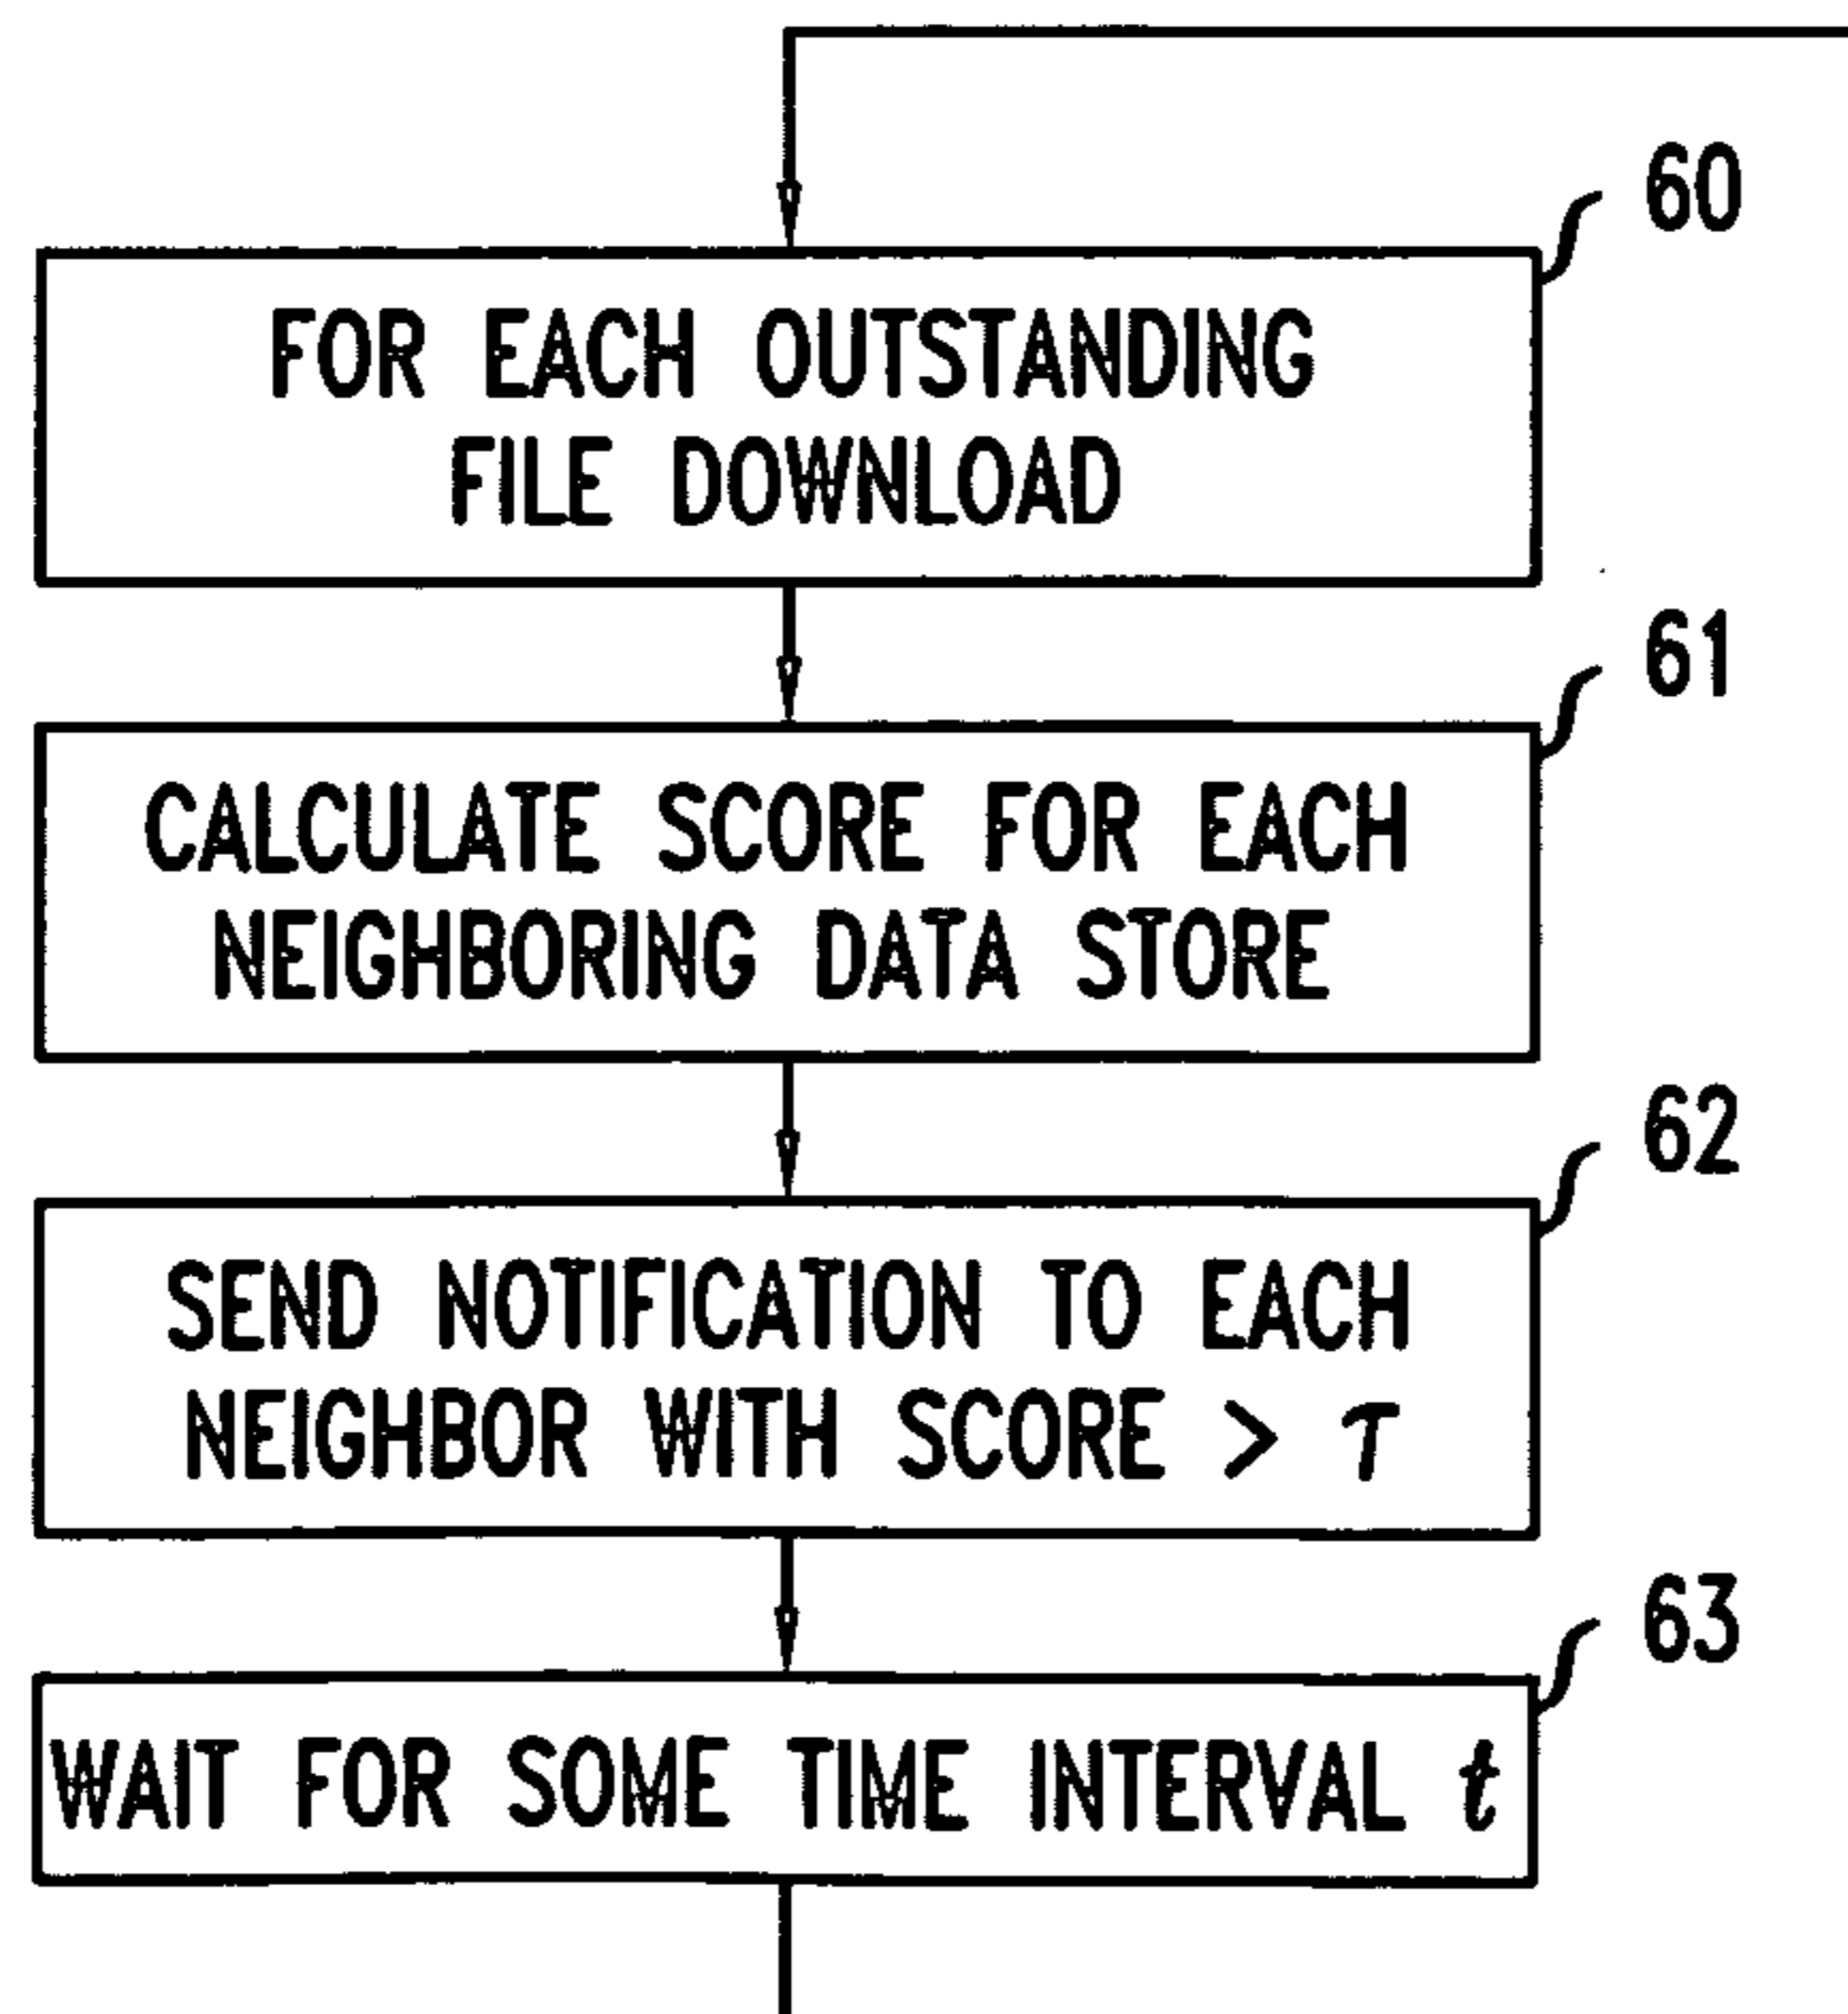 60
FOR EACH OUTSTANDING
FILE DOWNLOAD
61
CALCULATE SCORE FOR EACH
NEIGHBORING DATA STORE
62
SEND NOTIFICATION TO EACH
NEIGHBOR WITH SCORE > τ
63
WAIT FOR SOME TIME INTERVAL t